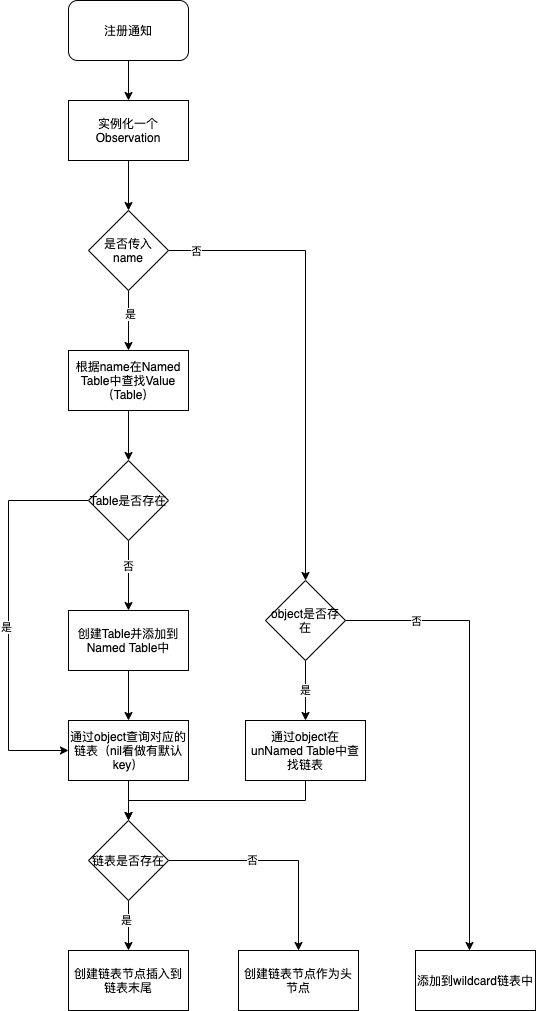 注册通知
实例化一个
Observation
是否传入
name
否
是
根据name在Named
Table中查找Value
（Table）
Table是否存在
否
是
创建Table并添加到
Named Table中
object是否存
在
否
是
通过object查询对应的
链表（nil看做有默认
key）
通过object在
unNamed Table中查
找链表
链表是否存在
否
是
创建链表节点插入到
链表末尾
创建链表节点作为头
节点
添加到wildcard链表中